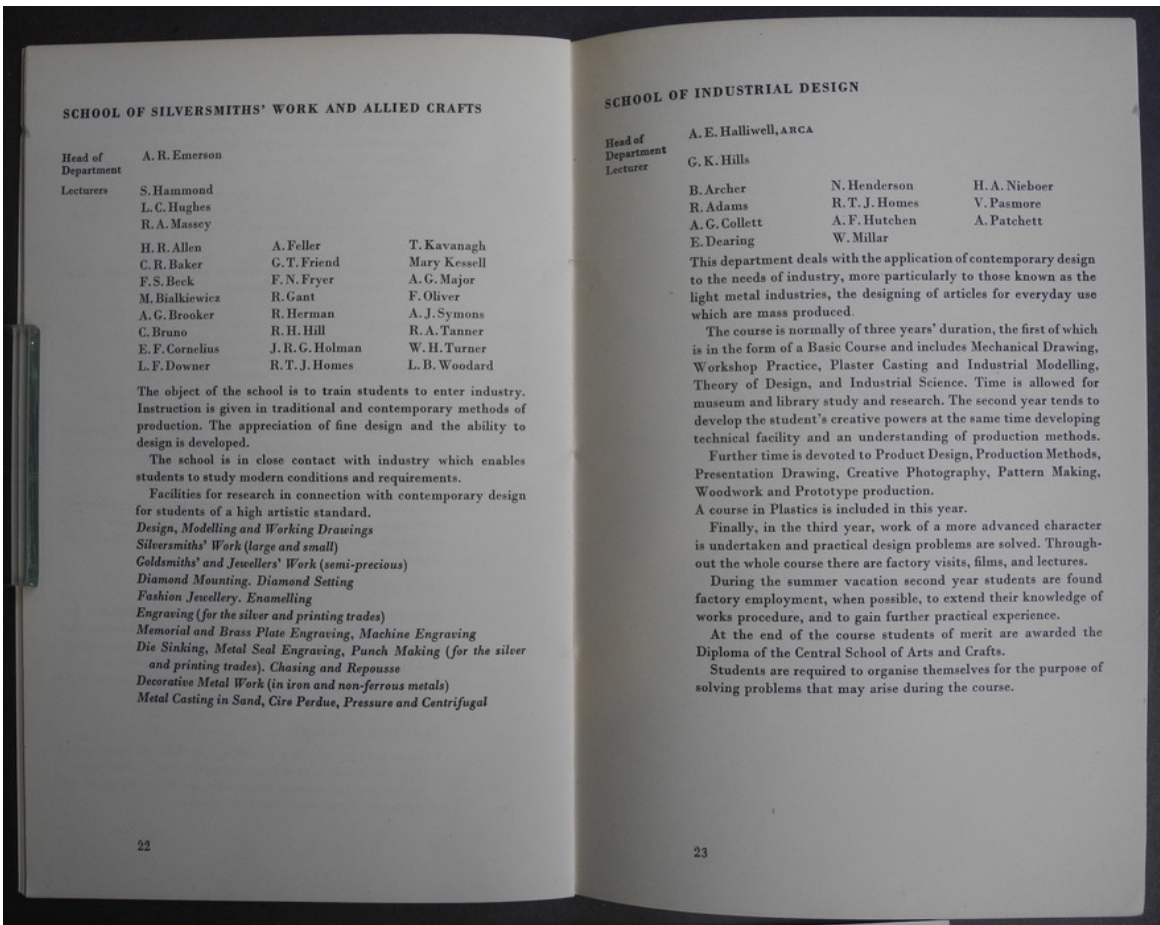 SCHOOL OF SILVERSMITHS' WORK AND ALLIED CRAFTS
Head of Department A. R. Emerson
Lecturers S. Hammond
L. C. Hughes
R. A. Massey
H. R. Allen A. Feller T. Kavanagh
C. R. Baker G. T. Friend Mary Kessell
F. S. Beck F. N. Fryer A. G. Major
M. Bialkiewicz R. Gant F. Oliver
A. G. Brooker R. Herman A. J. Symons
C. Bruno R. H. Hill R. A. Tanner
E. F. Cornelius J. R. G. Holman W. H. Turner
L. F. Downer R. T. J. Homes L. B. Woodard
The object of the school is to train students to enter industry.
Instruction is given in traditional and contemporary methods of
production. The appreciation of fine design and the ability to
design is developed.
The school is in close contact with industry which enables
students to study modern conditions and requirements.
Facilities for research in connection with contemporary design
for students of a high artistic standard.
Design, Modelling and Working Drawings
Silversmiths' Work (large and small)
Goldsmiths' and Jewellers' Work (semi-precious)
Diamond Mounting. Diamond Setting
Fashion Jewellery. Enamelling
Engraving (for the silver and printing trades)
Memorial and Brass Plate Engraving, Machine Engraving
Die Sinking, Metal Seal Engraving, Punch Making (for the silver
and printing trades). Chasing and Repousse
Decorative Metal Work (in iron and non-ferrous metals)
Metal Casting in Sand, Cire Perdue, Pressure and Centrifugal
22
SCHOOL OF INDUSTRIAL DESIGN
Head of Department A. E. Halliwell, ARCA
Lecturer G. K. Hills
B. Archer N. Henderson H. A. Nieboer
R. Adams R. T. J. Homes V. Pasmore
A. G. Collett A. F. Hutchen A. Patchett
E. Dearing W. Millar
This department deals with the application of contemporary design
to the needs of industry, more particularly to those known as the
light metal industries, the designing of articles for everyday use
which are mass produced.
The course is normally of three years' duration, the first of which
is in the form of a Basic Course and includes Mechanical Drawing,
Workshop Practice, Plaster Casting and Industrial Modelling,
Theory of Design, and Industrial Science. Time is allowed for
museum and library study and research. The second year tends to
develop the student's creative powers at the same time developing
technical facility and an understanding of production methods.
Further time is devoted to Product Design, Production Methods,
Presentation Drawing, Creative Photography, Pattern Making,
Woodwork and Prototype production.
A course in Plastics is included in this year.
Finally, in the third year, work of a more advanced character
is undertaken and practical design problems are solved. Through-
out the whole course there are factory visits, films, and lectures.
During the summer vacation second year students are found
factory employment, when possible, to extend their knowledge of
works procedure, and to gain further practical experience.
At the end of the course students of merit are awarded the
Diploma of the Central School of Arts and Crafts.
Students are required to organise themselves for the purpose of
solving problems that may arise during the course.
23